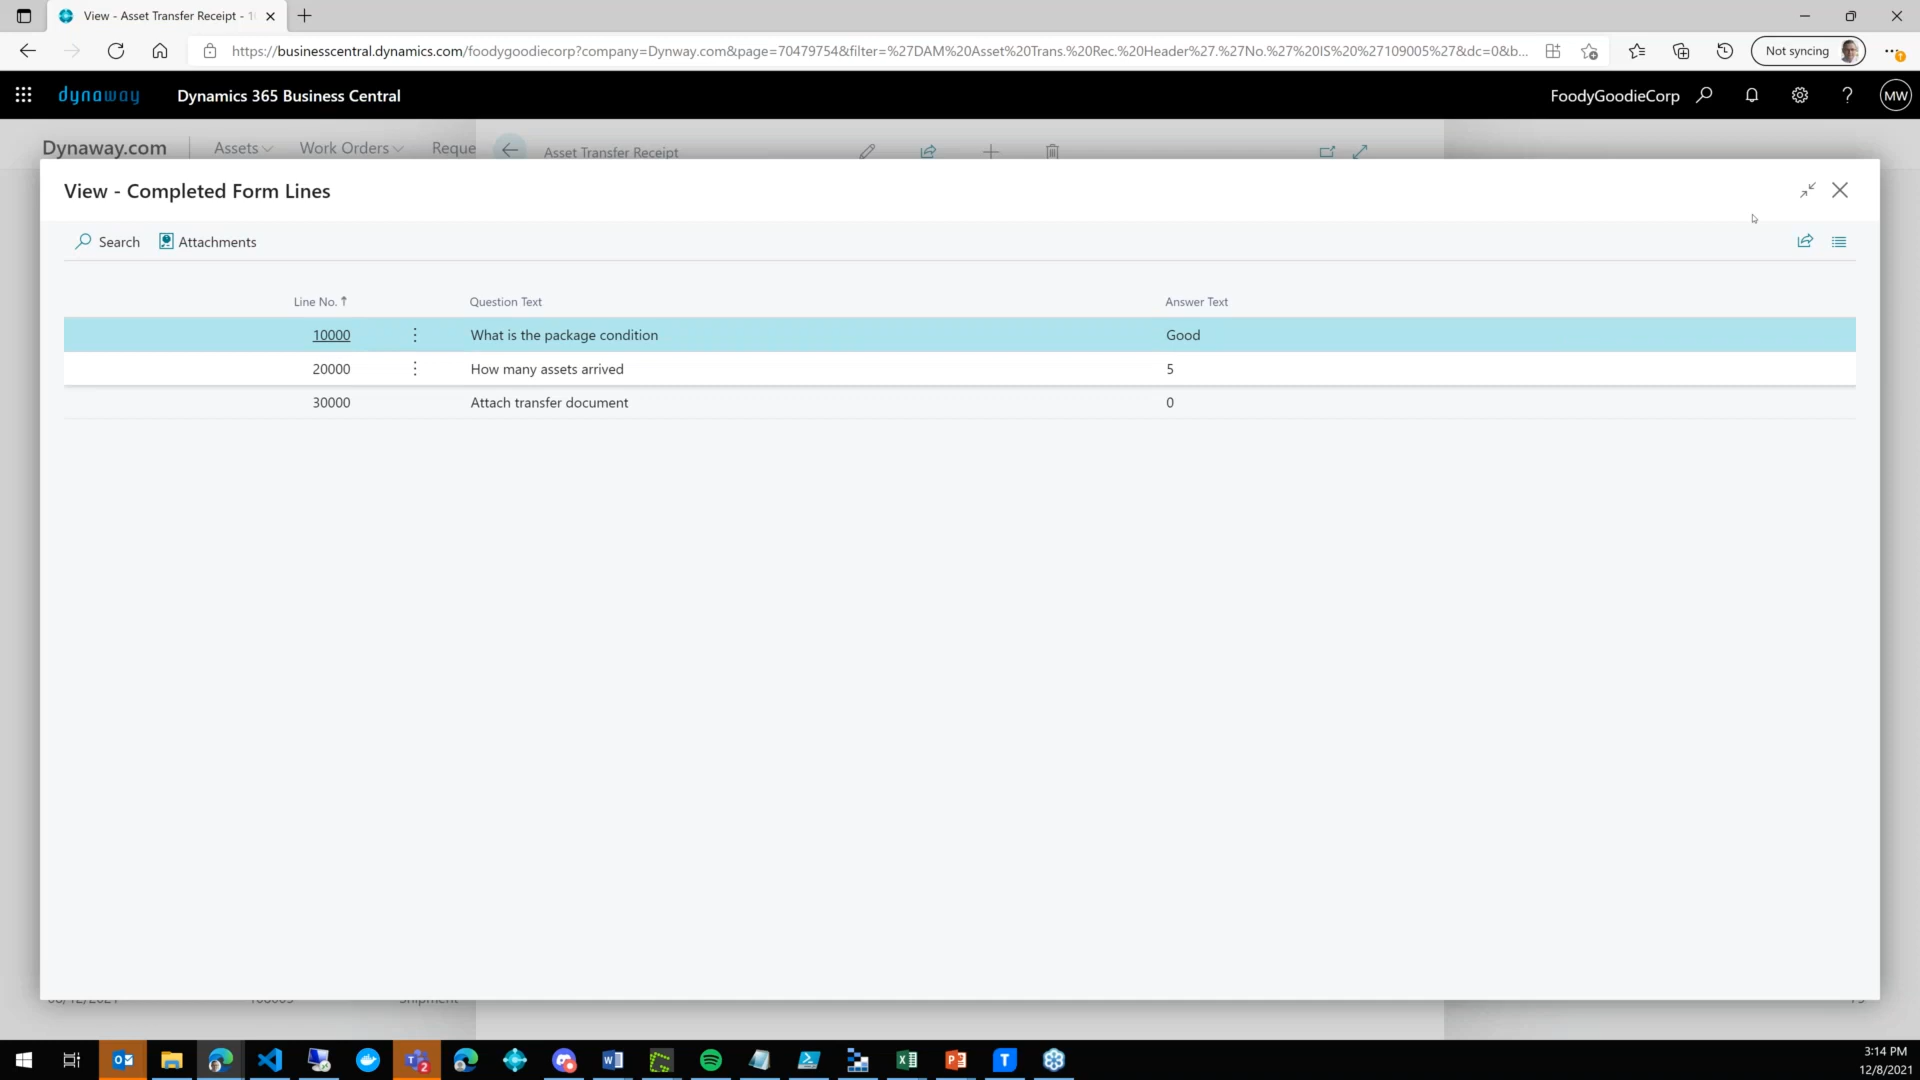 View - Asset Transfer Receipt - 1
https://businesscentral.dynamics.com/foodygoodiecorp?company=Dynway.com&page=70479754&filter=%27DAM%20Asset%20Trans.%20Rec.%20Header%27.%27No.%27%20IS%20%27109005%27&dc=0&b...
Not syncing
dynaway
Dynamics 365 Business Central
FoodyGoodieCorp
?
MW
Dynaway.com
Assets
Work Orders
Reque
Asset Transfer Receipt
View - Completed Form Lines
Search
Attachments
Line No. ↑
Question Text
Answer Text
10000
What is the package condition
Good
20000
How many assets arrived
5
30000
Attach transfer document
0
2
3:14 PM
12/8/2021